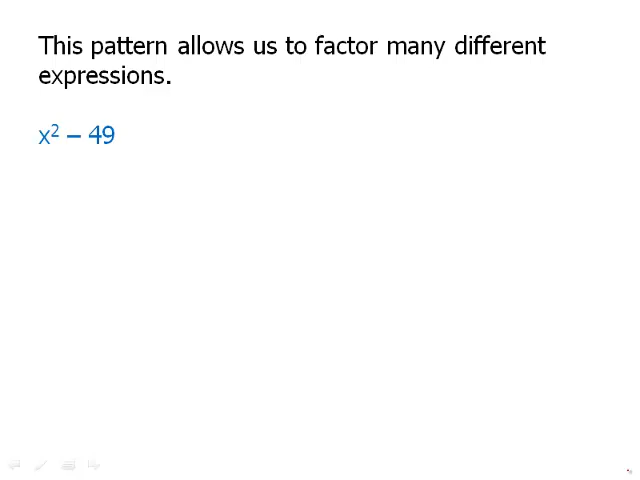 This pattern allows us to factor many different
expressions.
x² – 49